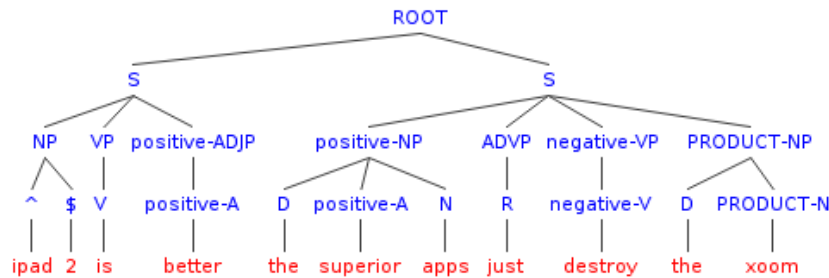 ROOT
S S
NP VP positive-ADJP positive-NP ADVP negative-VP PRODUCT-NP
^ $ V positive-A D positive-A N R negative-V D PRODUCT-N
ipad 2 is better the superior apps just destroy the xoom